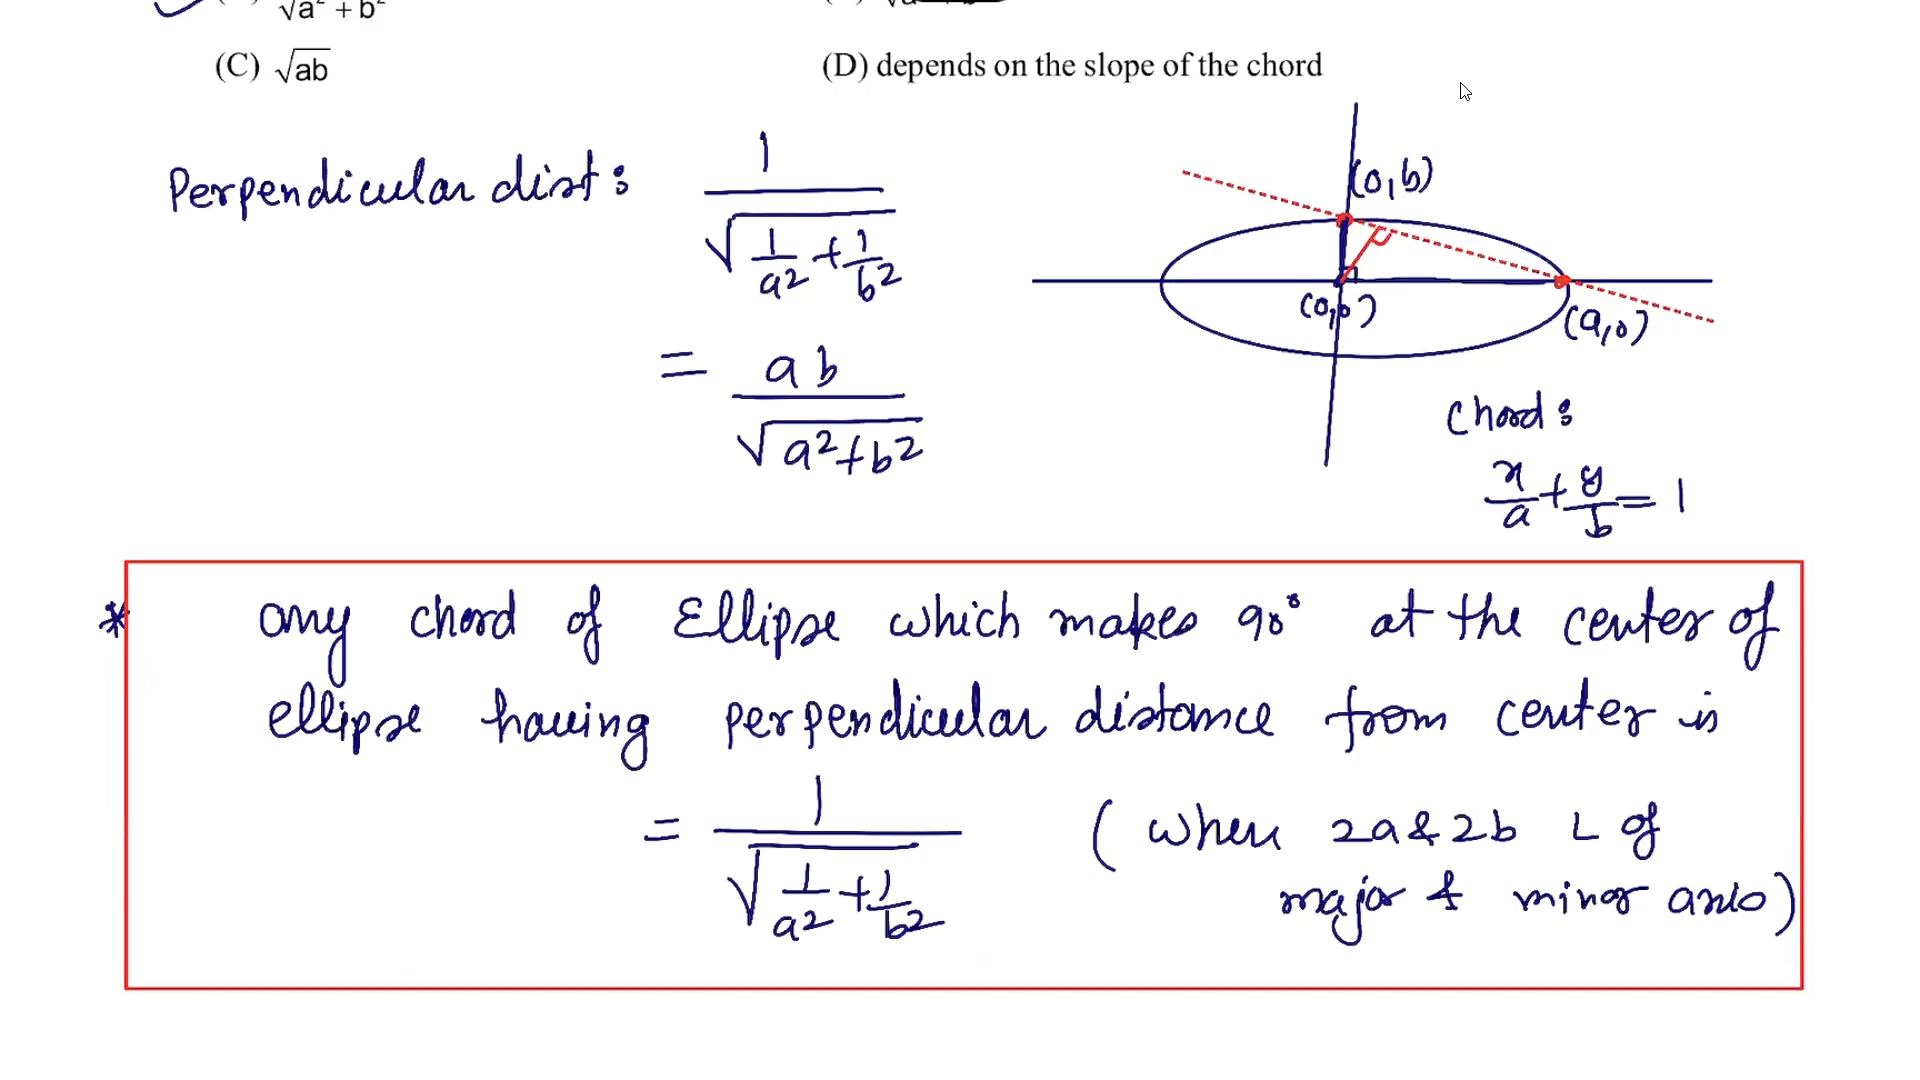 √a² + b²
(C) √ab
(D) depends on the slope of the chord
Perpendicular dist : 1 / √(1/a² + 1/b²)
= ab / √(a²+b²)
(0,b)
(0,0)
(a,0)
Chord :
x/a + y/b = 1
* any chord of Ellipse which makes 90° at the center of
ellipse having perpendicular distance from center is
= 1 / √(1/a² + 1/b²) ( when 2a & 2b L of
major & minor axis )